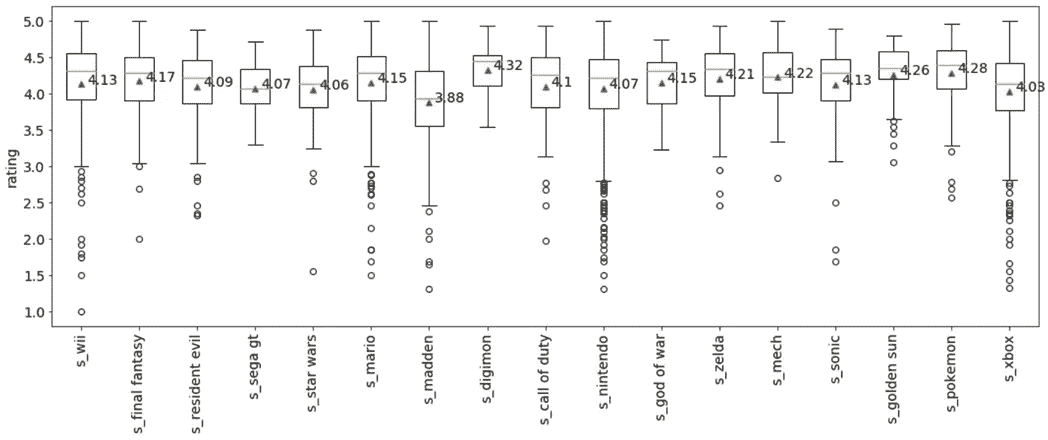 5.0
4.5
4.0
3.5
3.0
2.5
2.0
1.5
1.0
rating
4.13
4.17
4.09
4.07
4.06
4.15
3.88
4.32
4.1
4.07
4.15
4.21
4.22
4.13
4.26
4.28
4.03
s_wii
s_final fantasy
s_resident evil
s_sega gt
s_star wars
s_mario
s_madden
s_digimon
s_call of duty
s_nintendo
s_god of war
s_zelda
s_mech
s_sonic
s_golden sun
s_pokemon
s_xbox